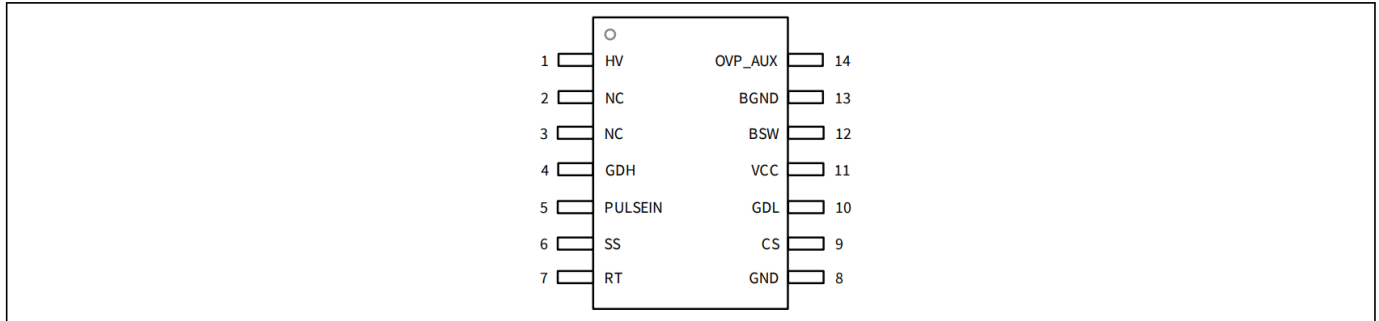 1 HV OVP_AUX 14
2 NC BGND 13
3 NC BSW 12
4 GDH VCC 11
5 PULSEIN GDL 10
6 SS CS 9
7 RT GND 8